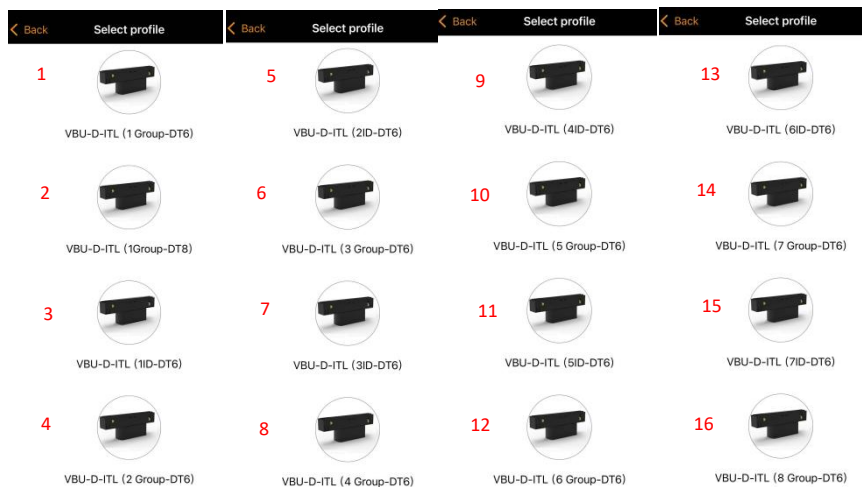 Back Select profile
1
VBU-D-ITL (1 Group-DT6)
2
VBU-D-ITL (1Group-DT8)
3
VBU-D-ITL (1ID-DT6)
4
VBU-D-ITL (2 Group-DT6)
Back Select profile
5
VBU-D-ITL (2ID-DT6)
6
VBU-D-ITL (3 Group-DT6)
7
VBU-D-ITL (3ID-DT6)
8
VBU-D-ITL (4 Group-DT6)
Back Select profile
9
VBU-D-ITL (4ID-DT6)
10
VBU-D-ITL (5 Group-DT6)
11
VBU-D-ITL (5ID-DT6)
12
VBU-D-ITL (6 Group-DT6)
Back Select profile
13
VBU-D-ITL (6ID-DT6)
14
VBU-D-ITL (7 Group-DT6)
15
VBU-D-ITL (7ID-DT6)
16
VBU-D-ITL (8 Group-DT6)